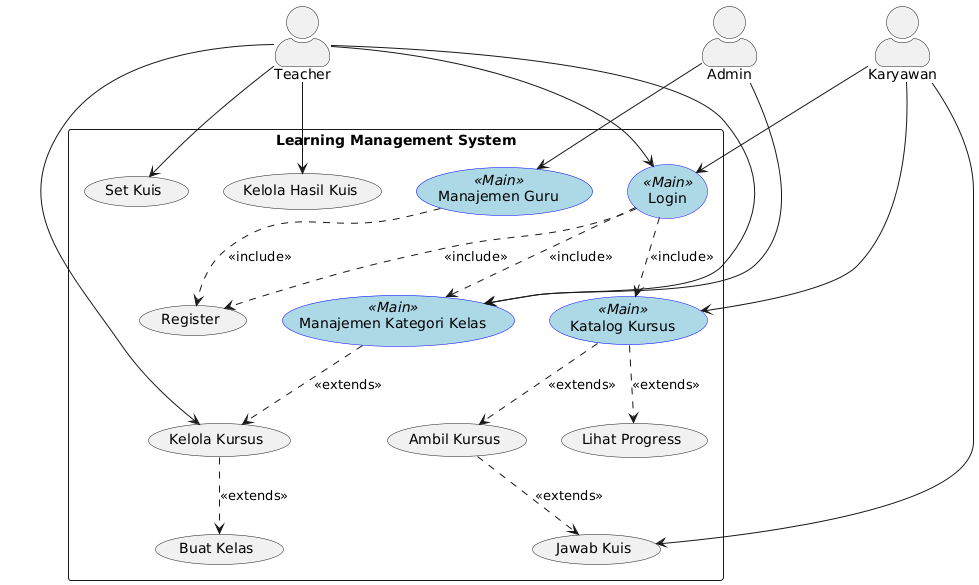 Teacher
Admin
Karyawan
Learning Management System
Set Kuis
Kelola Hasil Kuis
«Main»
Manajemen Guru
«Main»
Login
«include»
«include»
«include»
«include»
Register
«Main»
Manajemen Kategori Kelas
«Main»
Katalog Kursus
«extends»
«extends»
«extends»
Kelola Kursus
Ambil Kursus
Lihat Progress
«extends»
«extends»
Buat Kelas
Jawab Kuis